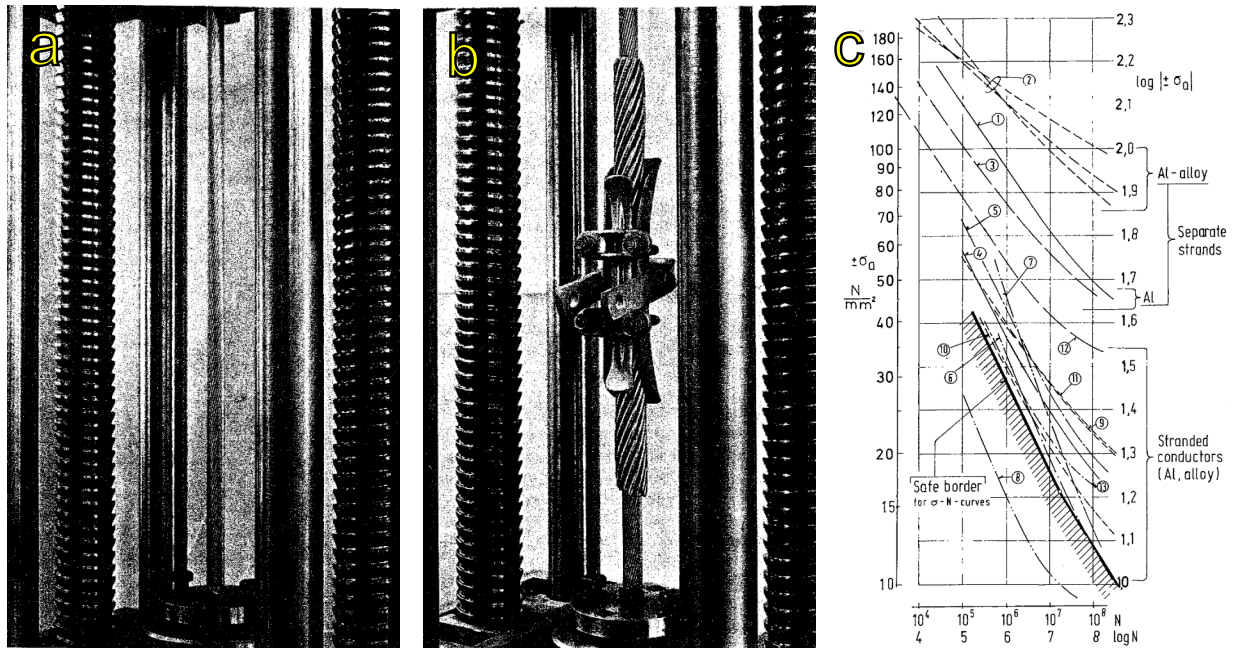 a
b
c
180
160
140
120
100
90
80
70
60
50
40
30
20
15
10
± σa
N
mm²
2,3
2,2
log |± σa|
2,1
2,0
1,9
1,8
1,7
1,6
1,5
1,4
1,3
1,2
1,1
10
Al-alloy
Separate
strands
Al
Stranded
conductors
(Al, alloy)
2
1
3
5
4
7
12
10
6
11
9
8
13
Safe border
for σ-N-curves
10⁴ 10⁵ 10⁶ 10⁷ 10⁸ N
4 5 6 7 8 log N